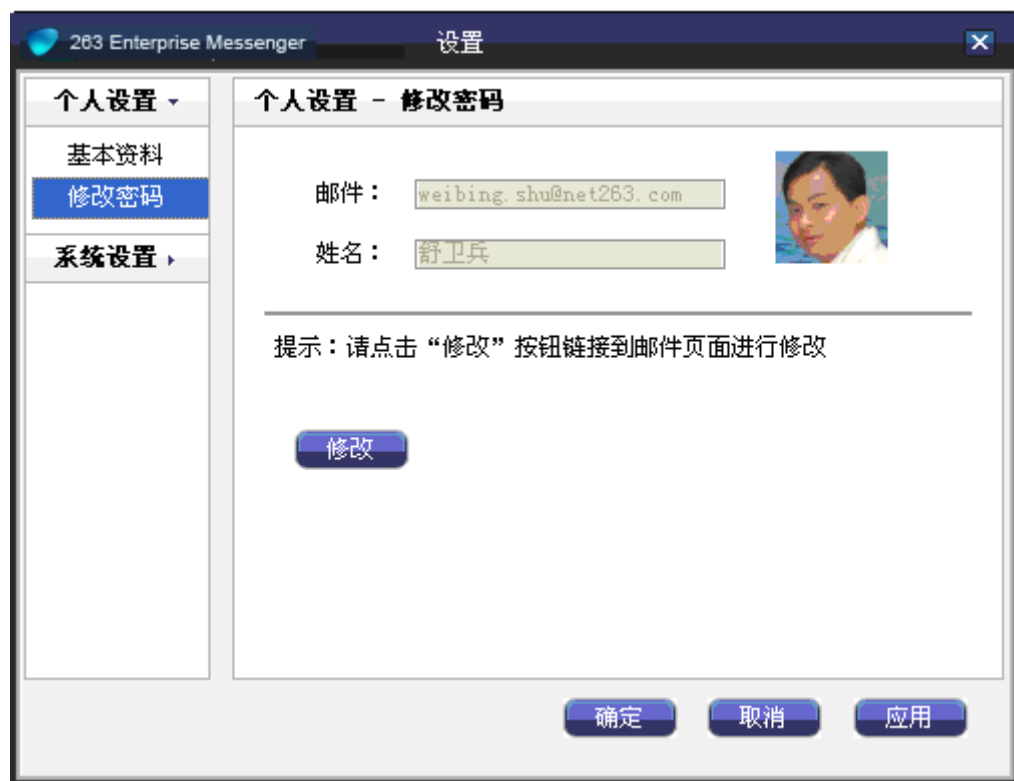 263 Enterprise Messenger
设置
个人设置
基本资料
修改密码
系统设置
个人设置 - 修改密码
邮件：
weibing.shu@net263.com
姓名：
舒卫兵
提示：请点击“修改”按钮链接到邮件页面进行修改
修改
确定
取消
应用